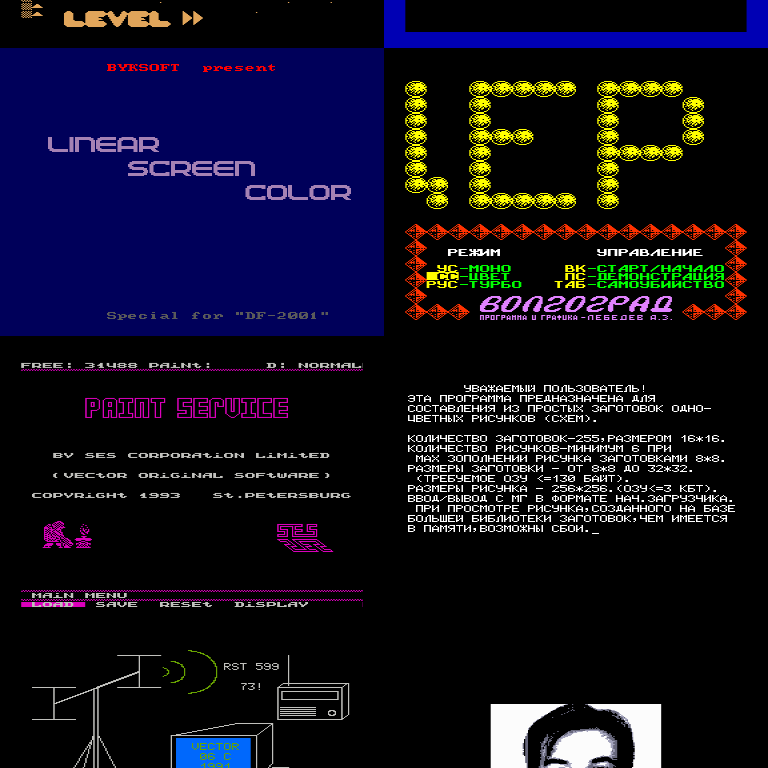 LEVEL
BYKSOFT present
LINEAR
SCREEN
COLOR
Special for "DF-2001"
ЦЕР
РЕЖИМ УПРАВЛЕНИЕ
УС-МОНО ВК-СТАРТ/НАЧАЛО
СС-ЦВЕТ ПС-ДЕМОНСТРАЦИЯ
РУС-ТУРБО ТАБ-САМОУБИЙСТВО
ВОЛГОГРАД
ПРОГРАММА И ГРАФИКА-ЛЕБЕДЕВ А.З.
FREE: 31488 PAint: D: NORMAL
PAINT SERVICE
BY SES CORPORATiON LiMitED
(VECtOR ORiGiNAL SOFtWARE)
COPYRiGHt 1993 St.PEtERSBURG
SES
MAiN MENU
LOAD SAVE RESEt DiSPLAY
УВАЖАЕМЫЙ ПОЛЬЗОВАТЕЛЬ!
ЭТА ПРОГРАММА ПРЕДНАЗНАЧЕНА ДЛЯ
СОСТАВЛЕНИЯ ИЗ ПРОСТЫХ ЗАГОТОВОК ОДНО-
ЦВЕТНЫХ РИСУНКОВ (СХЕМ).
КОЛИЧЕСТВО ЗАГОТОВОК-255,РАЗМЕРОМ 16*16.
КОЛИЧЕСТВО РИСУНКОВ-МИНИМУМ 6 ПРИ
МАХ ЗОПОЛНЕНИИ РИСУНКА ЗАГОТОВКАМИ 8*8.
РАЗМЕРЫ ЗАГОТОВКИ - ОТ 8*8 ДО 32*32.
(ТРЕБУЕМОЕ ОЗУ <=130 БАЙТ).
РАЗМЕРЫ РИСУНКА - 256*256.(ОЗУ<=3 КБТ).
ВВОД/ВЫВОД С МГ В ФОРМАТЕ НАЧ.ЗАГРУЗЧИКА.
ПРИ ПРОСМОТРЕ РИСУНКА,СОЗДАННОГО НА БАЗЕ
БОЛЬШЕЙ БИБЛИОТЕКИ ЗАГОТОВОК,ЧЕМ ИМЕЕТСЯ
В ПАМЯТИ,ВОЗМОЖНЫ СБОИ._
RST 599
73!
VECTOR
06 C
1991